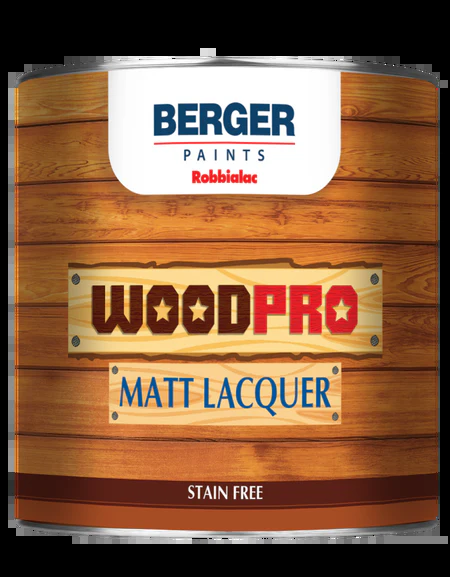 BERGER
PAINTS
Robbialac
WOODPRO
MATT LACQUER
STAIN FREE